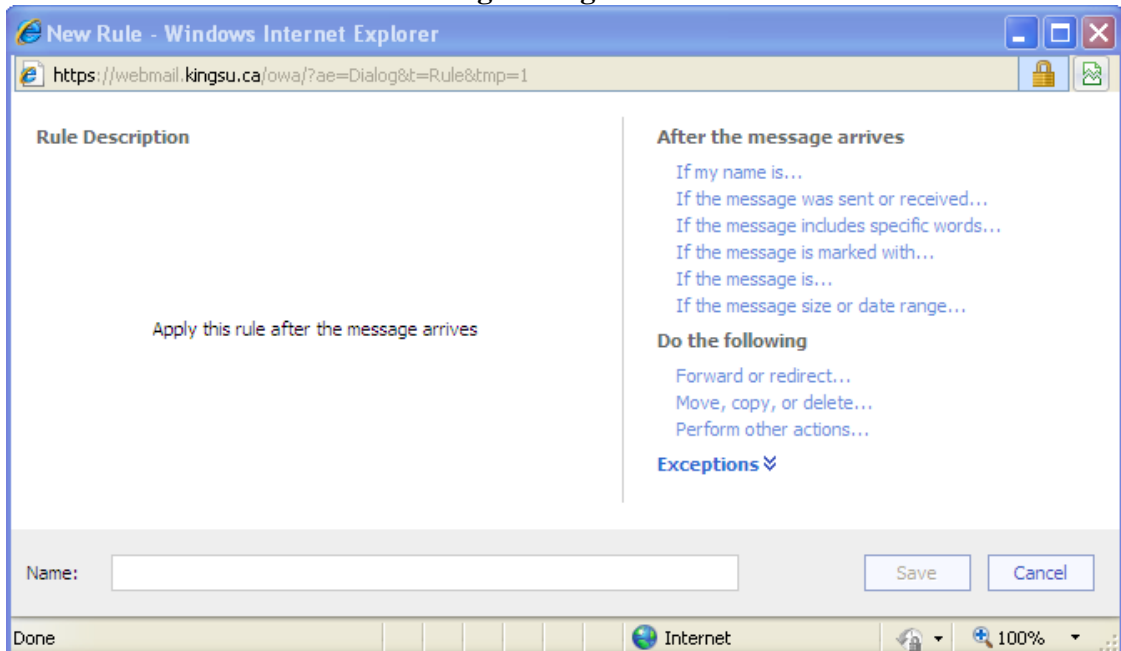 New Rule - Windows Internet Explorer
https://webmail.kingsu.ca/owa/?ae=Dialog&t=Rule&tmp=1
Rule Description
Apply this rule after the message arrives
After the message arrives
If my name is...
If the message was sent or received...
If the message includes specific words...
If the message is marked with...
If the message is...
If the message size or date range...
Do the following
Forward or redirect...
Move, copy, or delete...
Perform other actions...
Exceptions
Name:
Save
Cancel
Done
Internet
100%